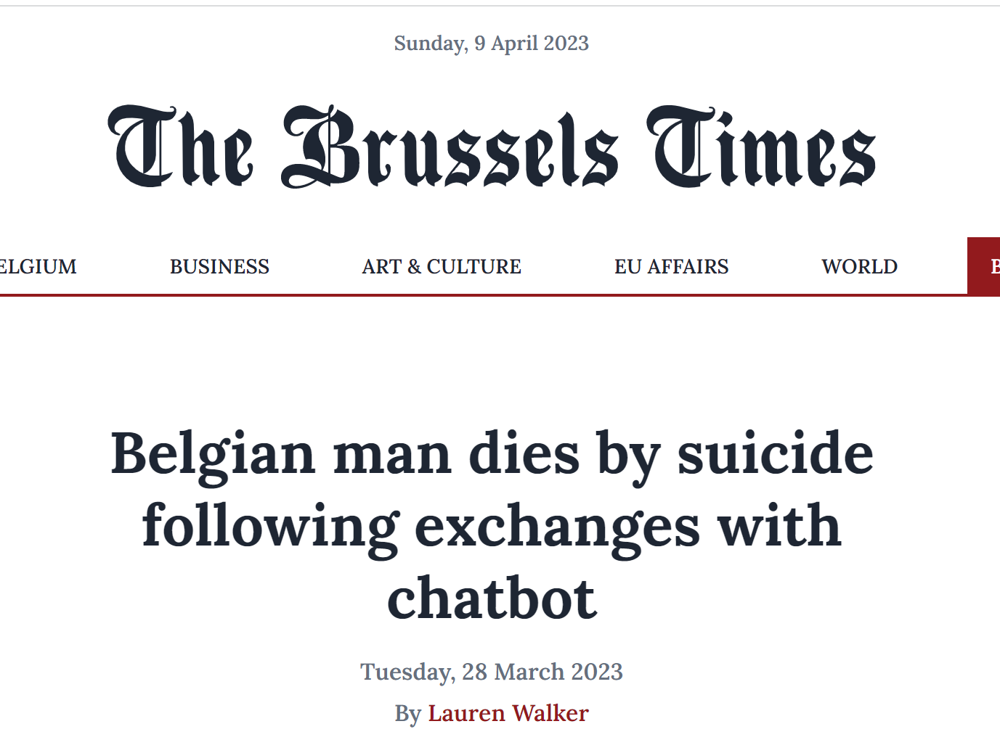 Sunday, 9 April 2023
The Brussels Times
ELGIUM BUSINESS ART & CULTURE EU AFFAIRS WORLD B
Belgian man dies by suicide
following exchanges with
chatbot
Tuesday, 28 March 2023
By Lauren Walker